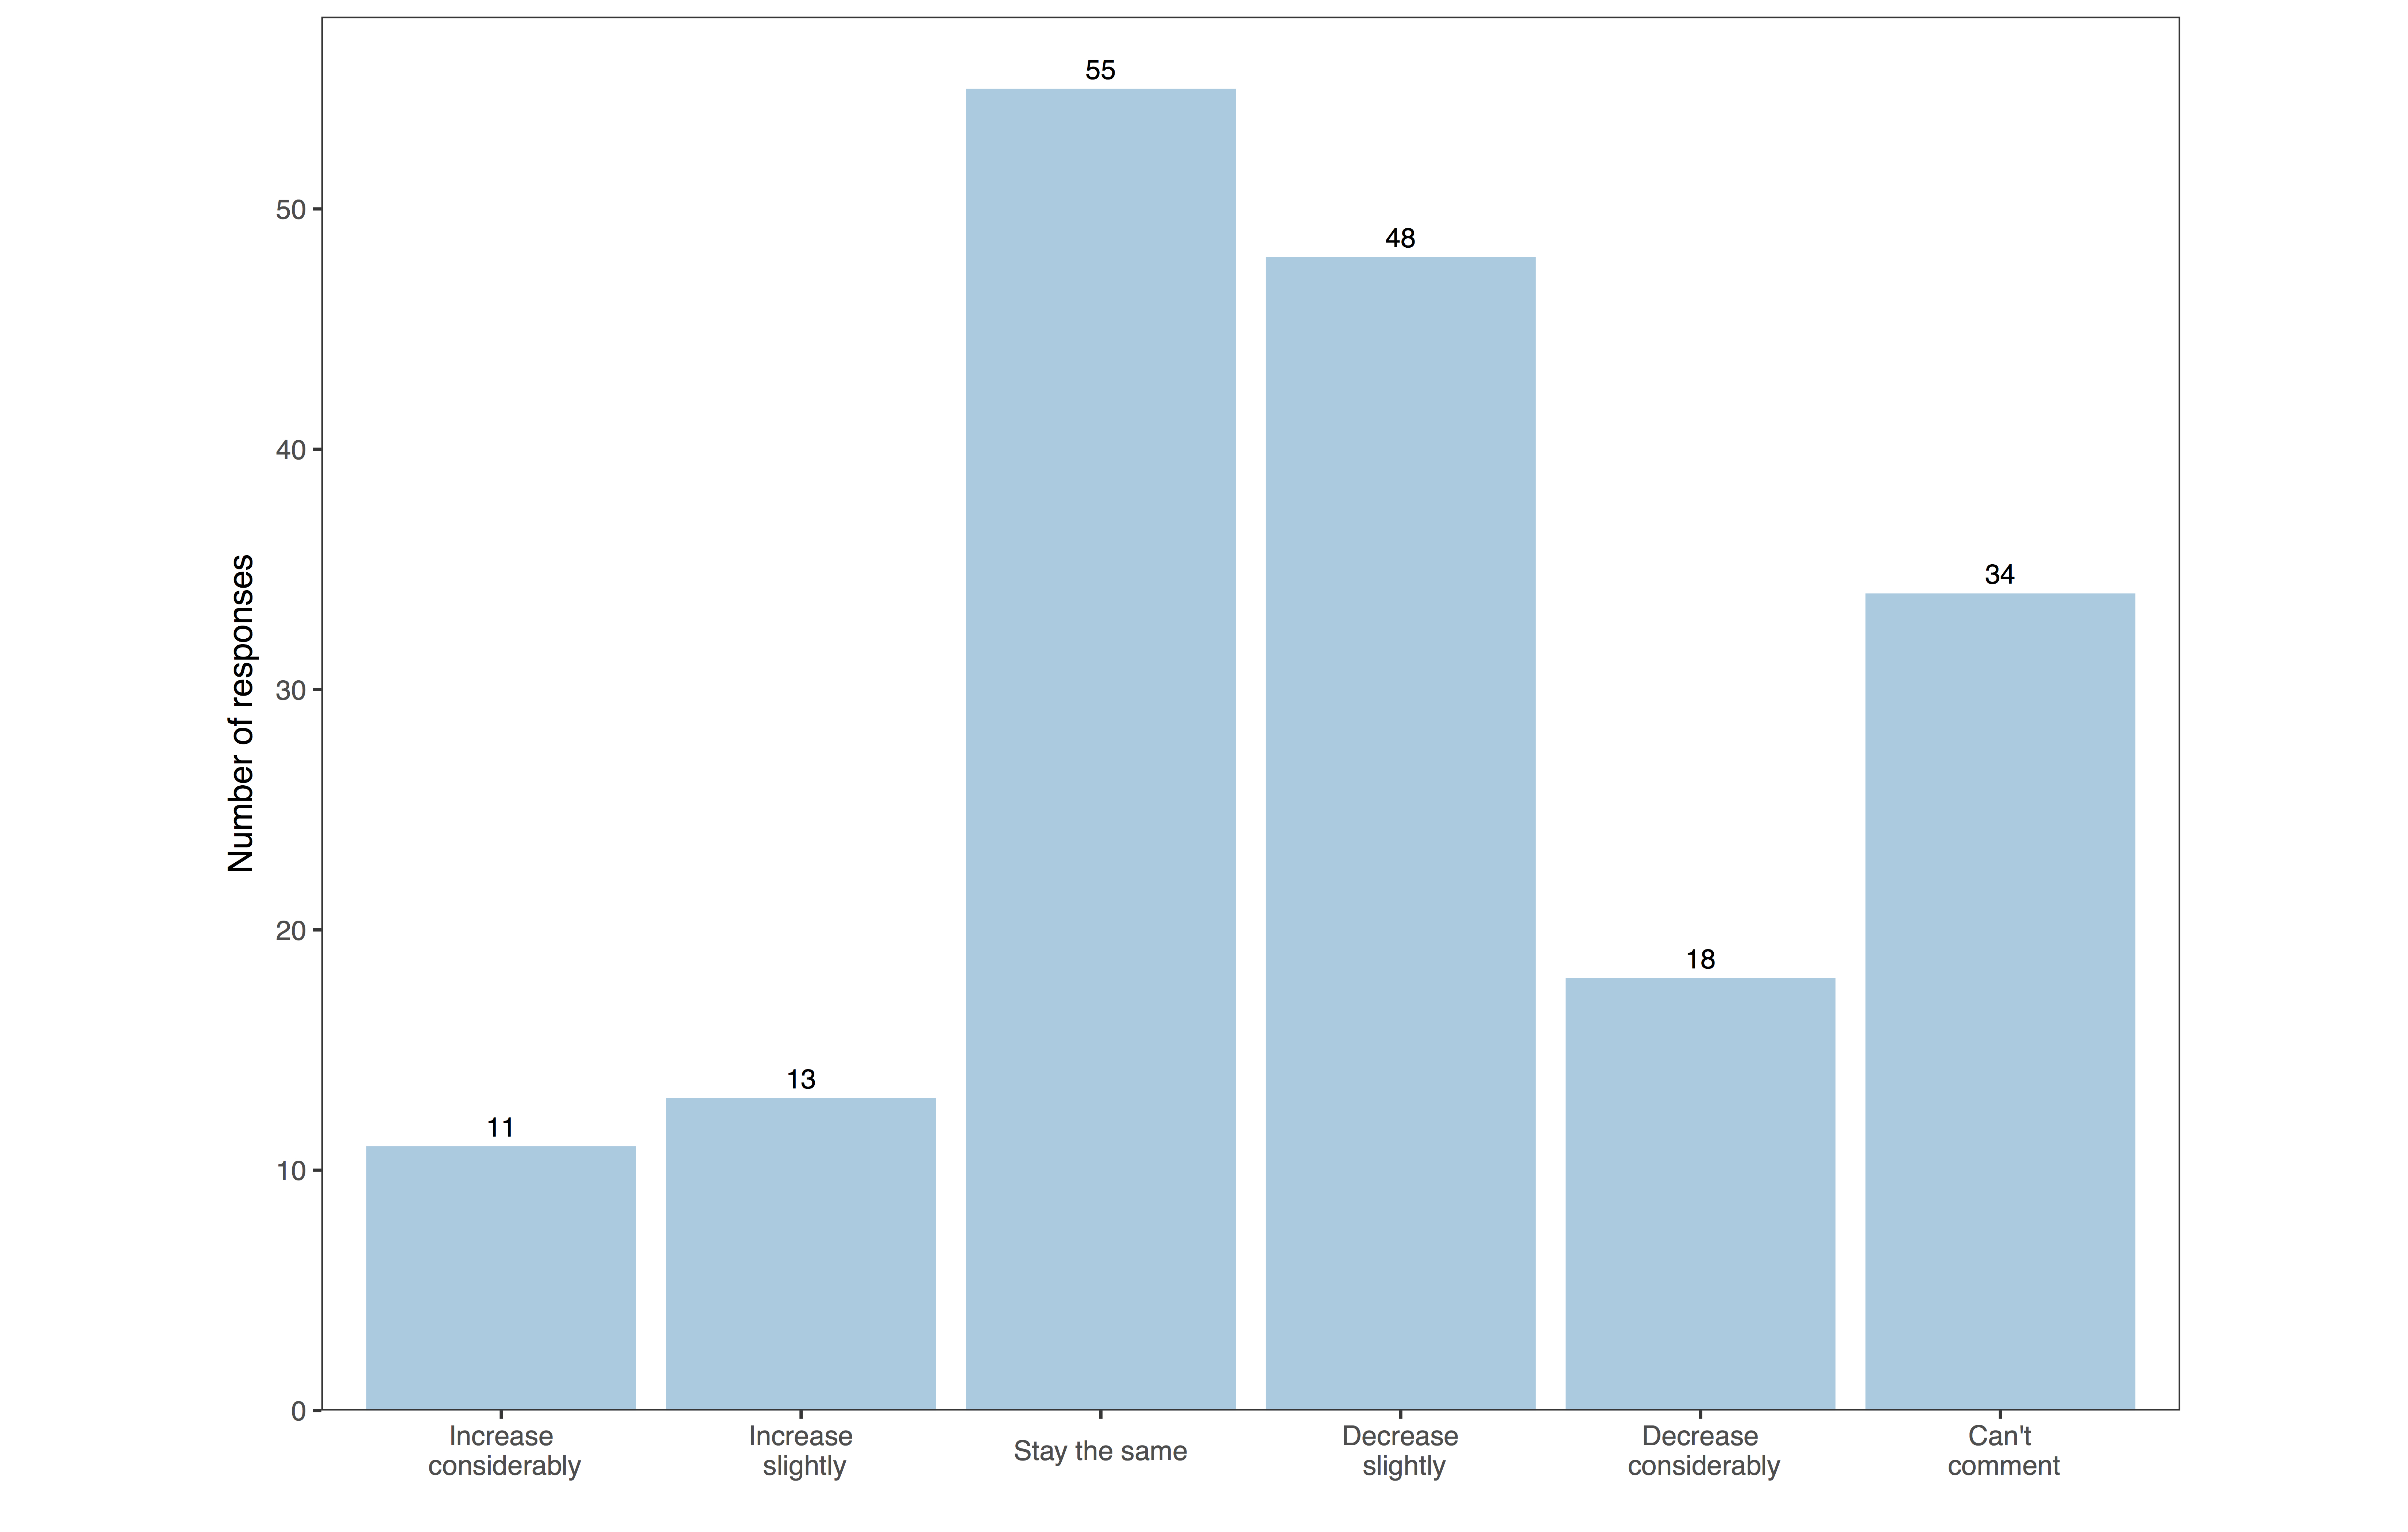 Number of responses
50
40
30
20
10
0
11
13
55
48
18
34
Increase
considerably
Increase
slightly
Stay the same
Decrease
slightly
Decrease
considerably
Can't
comment